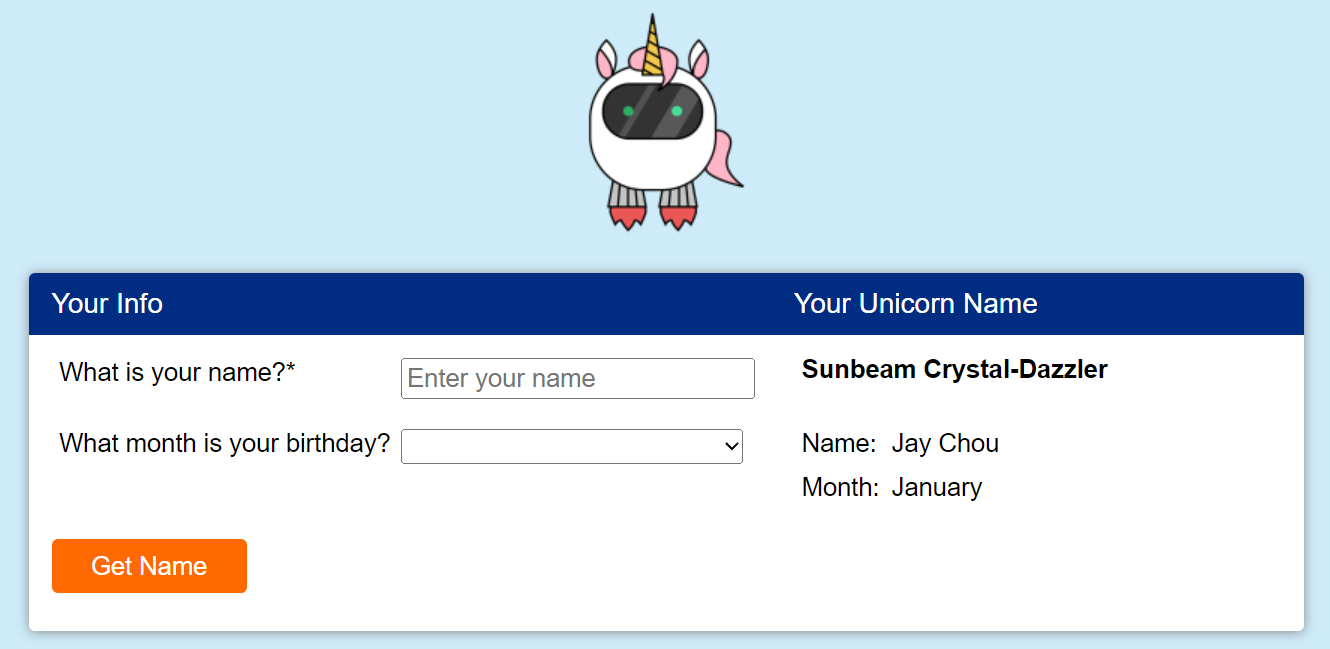 Your Info
Your Unicorn Name
What is your name?*
Enter your name
Sunbeam Crystal-Dazzler
What month is your birthday?
Name: Jay Chou
Month: January
Get Name